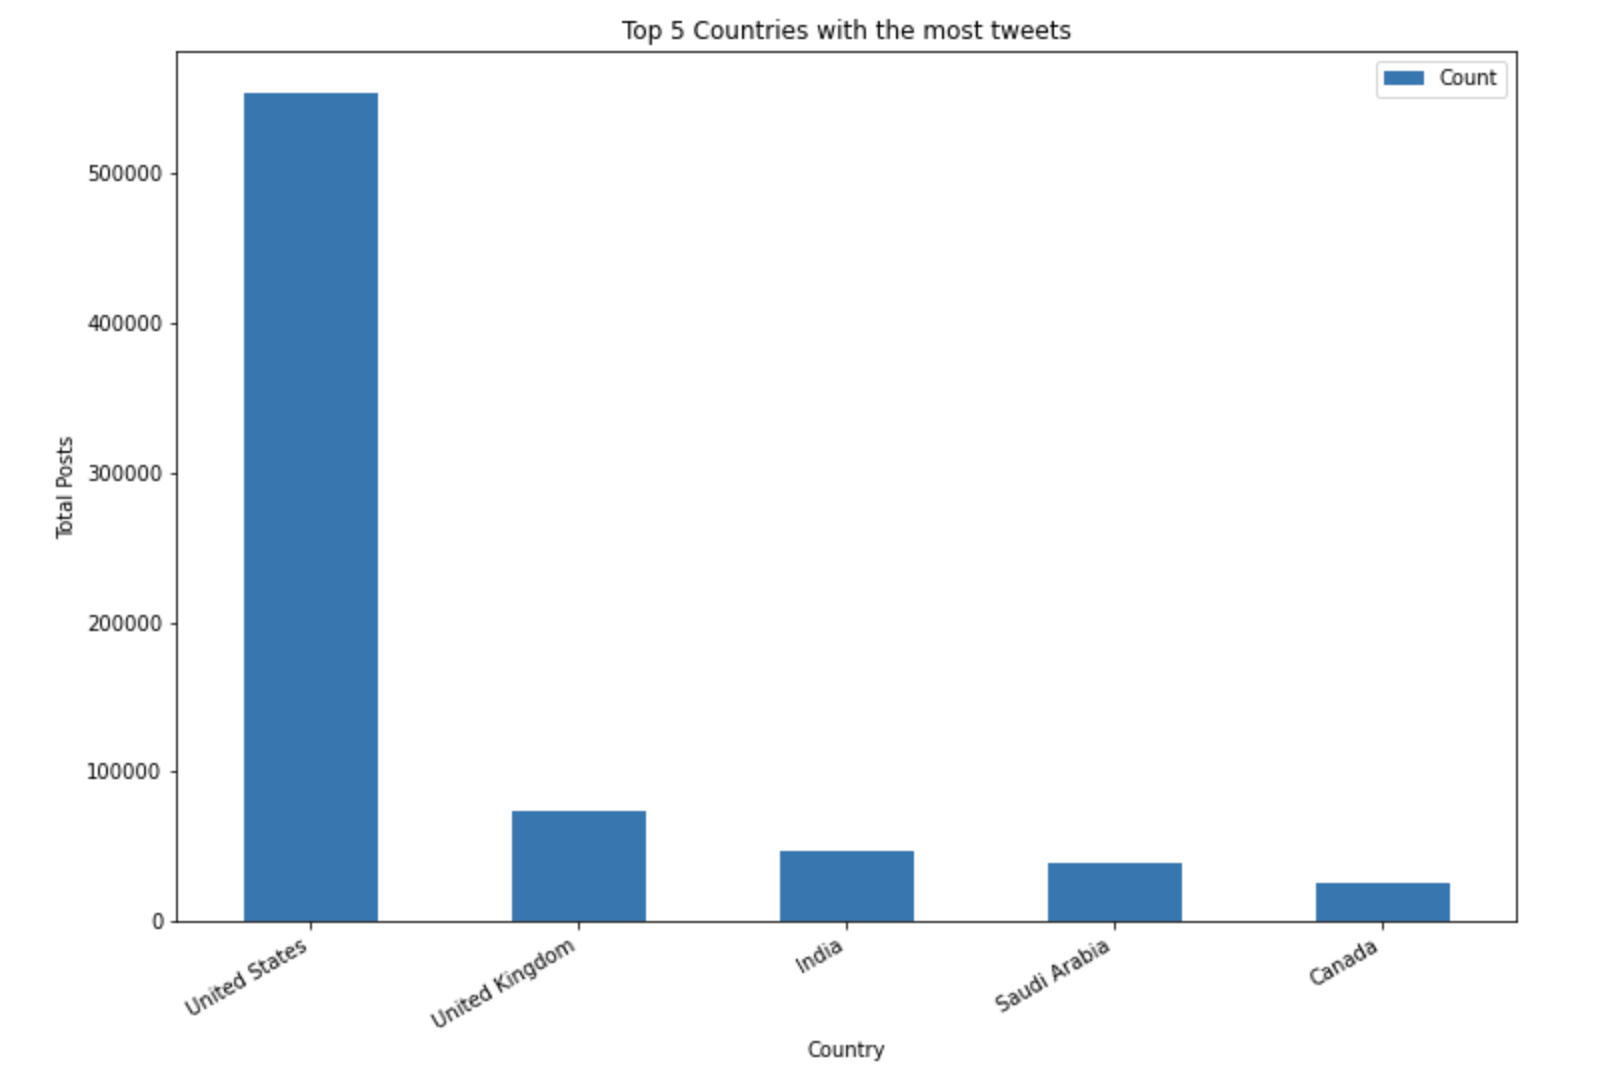 Top 5 Countries with the most tweets
Count
500000
400000
300000
200000
100000
0
Total Posts
United States
United Kingdom
India
Saudi Arabia
Canada
Country